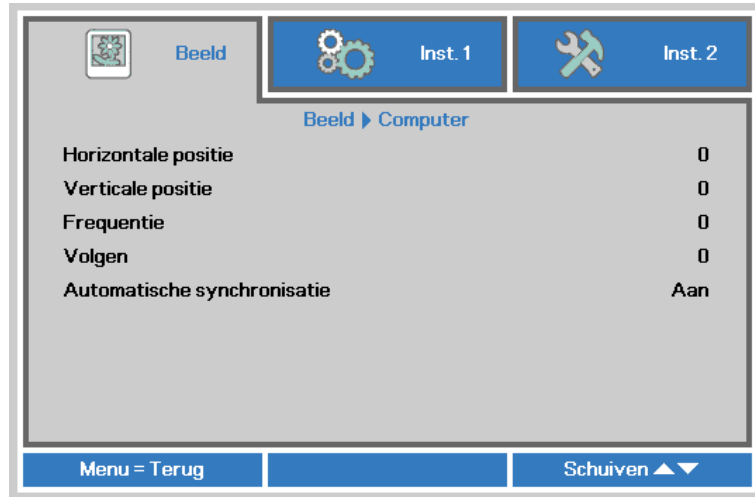 Beeld Inst. 1 Inst. 2
Beeld ▶ Computer
Horizontale positie 0
Verticale positie 0
Frequentie 0
Volgen 0
Automatische synchronisatie Aan
Menu = Terug Schuiven ▲▼